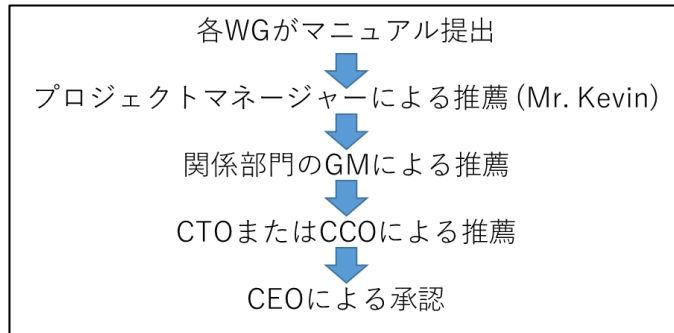 各WGがマニュアル提出
プロジェクトマネージャーによる推薦 (Mr. Kevin)
関係部門のGMによる推薦
CTOまたはCCOによる推薦
CEOによる承認